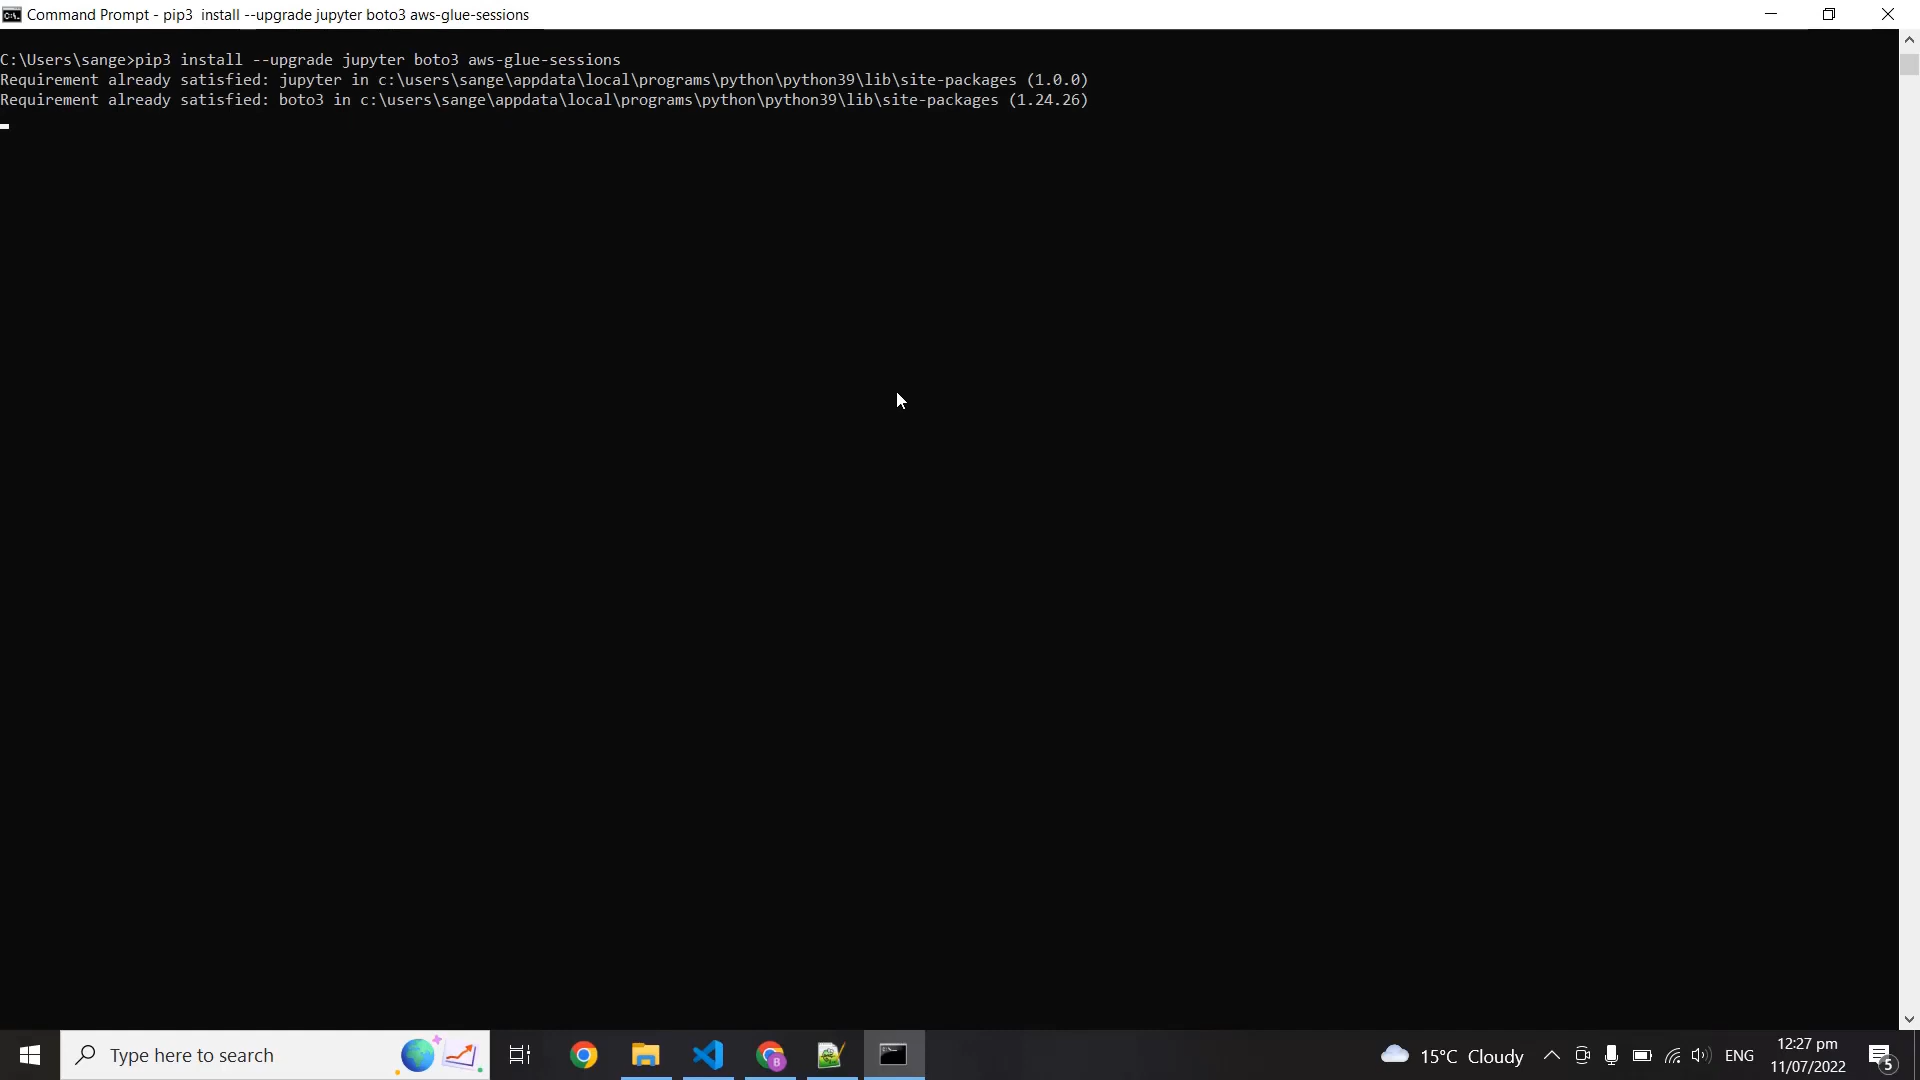 Command Prompt - pip3  install --upgrade jupyter boto3 aws-glue-sessions
C:\Users\sange>pip3 install --upgrade jupyter boto3 aws-glue-sessions
Requirement already satisfied: jupyter in c:\users\sange\appdata\local\programs\python\python39\lib\site-packages (1.0.0)
Requirement already satisfied: boto3 in c:\users\sange\appdata\local\programs\python\python39\lib\site-packages (1.24.26)
Type here to search
B
15°C Cloudy
ENG
12:27 pm
11/07/2022
5